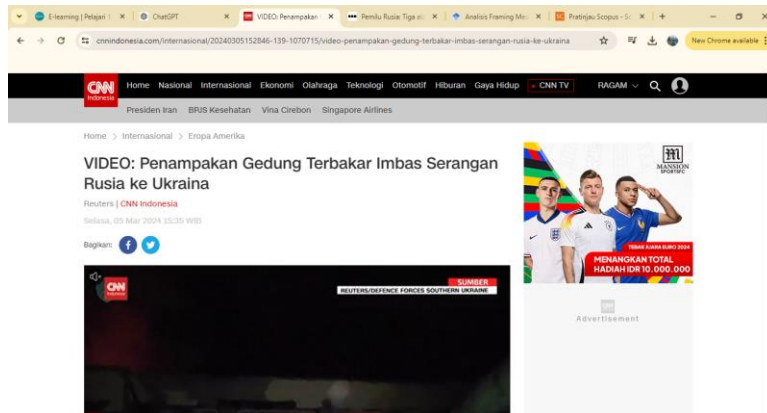 E-learning | Pelajari
ChatGPT
VIDEO: Penampakan
Pemilu Rusia: Tiga
Analisis Framing
Pratinjau Scopus
cnnindonesia.com/internasional/20240305152846-139-1070715/video-penampakan-gedung-terbakar-imbas-serangan-rusia-ke-ukraina
New Chrome available
CNN Indonesia
Home Nasional Internasional Ekonomi Olahraga Teknologi Otomotif Hiburan Gaya Hidup CNN TV RAGAM
Presiden Iran BPJS Kesehatan Vina Cirebon Singapore Airlines
Home > Internasional > Eropa Amerika
VIDEO: Penampakan Gedung Terbakar Imbas Serangan
Rusia ke Ukraina
Reuters | CNN Indonesia
Selasa, 05 Mar 2024 15:35 WIB
Bagikan:
CNN Indonesia
SUMBER
REUTERS/DEFENCE FORCES SOUTHERN UKRAINE
MANSION
SPORTSFC
TEBAK JUARA EURO 2024
MENANGKAN TOTAL
HADIAH IDR 10.000.000
CNN
Advertisement